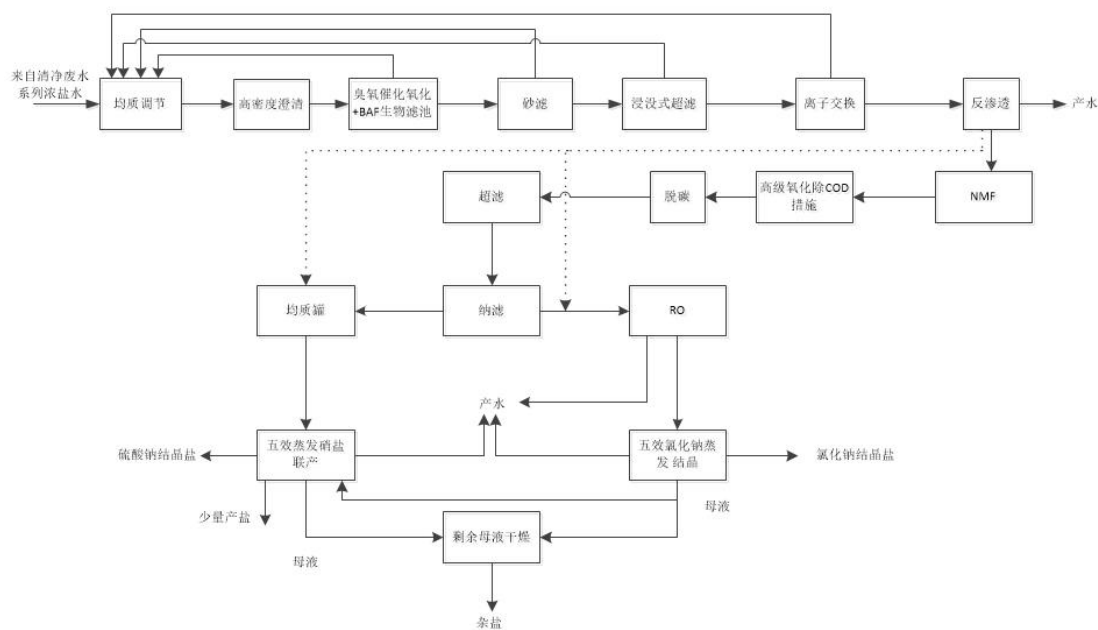 来自清净废水
系列浓盐水
均质调节
高密度澄清
臭氧催化氧化
+BAF生物滤池
砂滤
浸没式超滤
离子交换
反渗透
产水
超滤
脱碳
高级氧化除COD
措施
NMF
均质罐
纳滤
RO
产水
硫酸钠结晶盐
五效蒸发硝盐
联产
五效氯化钠蒸
发结晶
氯化钠结晶盐
少量产盐
母液
母液
剩余母液干燥
杂盐